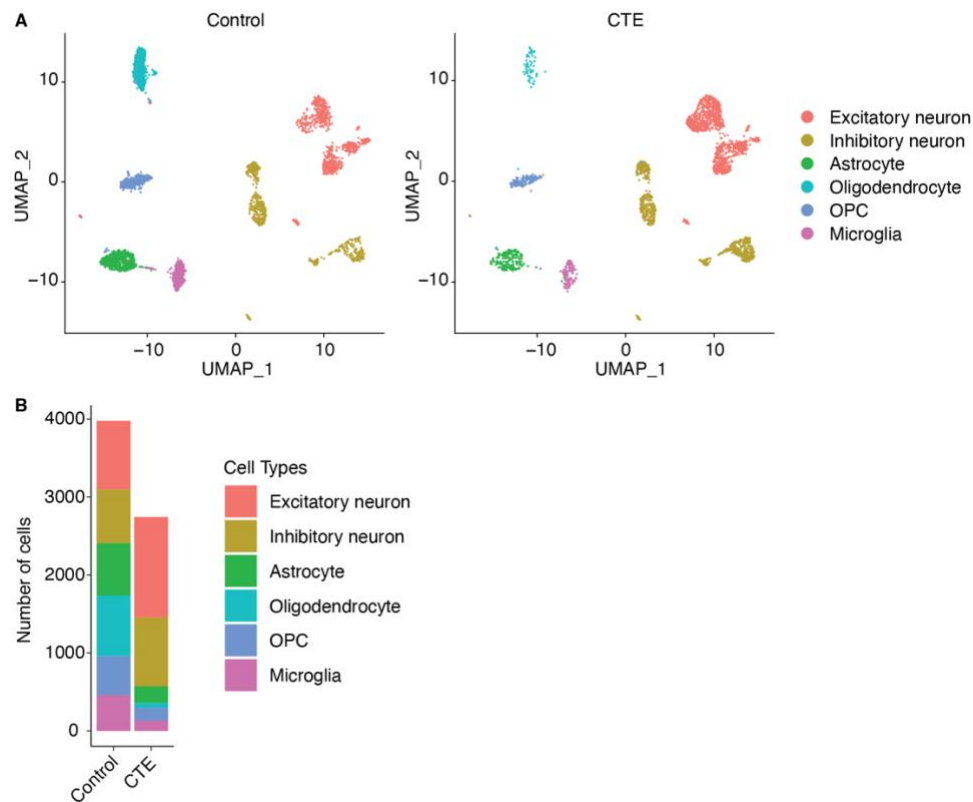 A
Control
CTE
10
0
−10
UMAP_2
−10
0
10
UMAP_1
10
0
−10
UMAP_2
−10
0
10
UMAP_1
Excitatory neuron
Inhibitory neuron
Astrocyte
Oligodendrocyte
OPC
Microglia
B
4000
3000
2000
1000
0
Number of cells
Control
CTE
Cell Types
Excitatory neuron
Inhibitory neuron
Astrocyte
Oligodendrocyte
OPC
Microglia